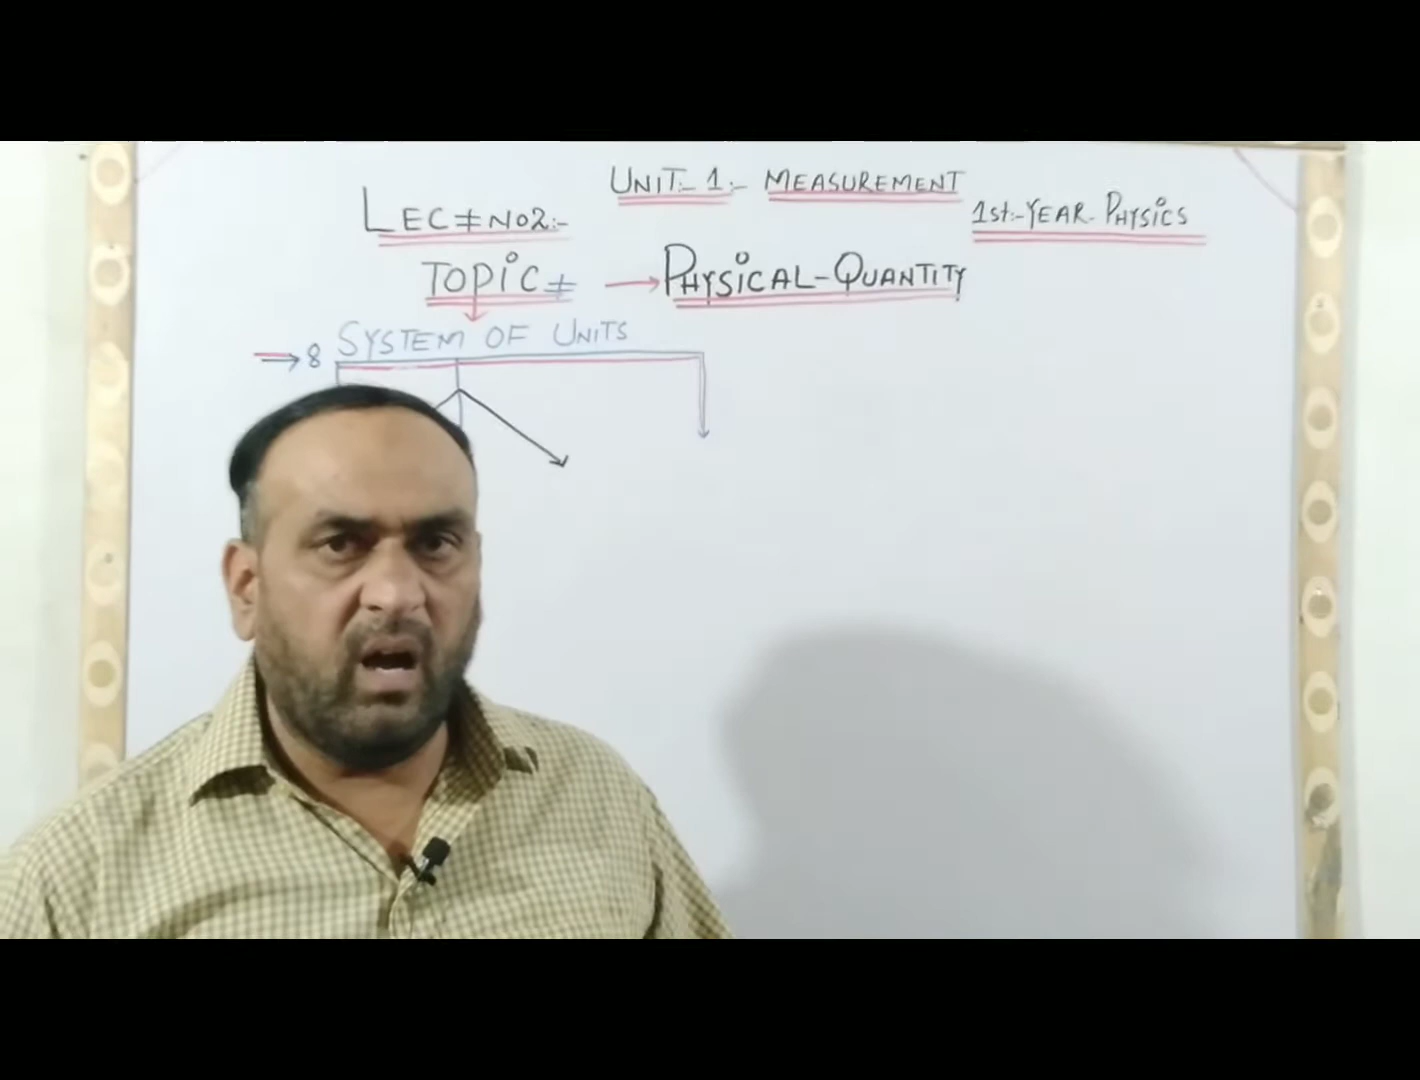 UNIT:- 1:- MEASUREMENT
LEC ≠ NO2:-
1st:-YEAR- PHYSICS
TOPIC ≠ → PHYSICAL-QUANTITY
→ 8 SYSTEM OF UNITS